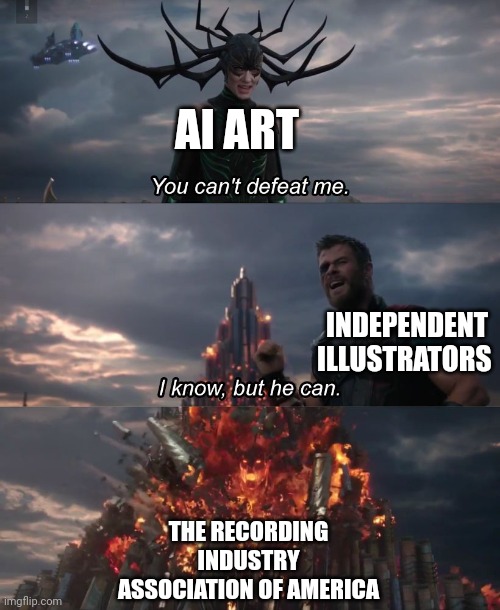 AI ART
You can't defeat me.
INDEPENDENT
ILLUSTRATORS
I know, but he can.
THE RECORDING
INDUSTRY
ASSOCIATION OF AMERICA
imgflip.com